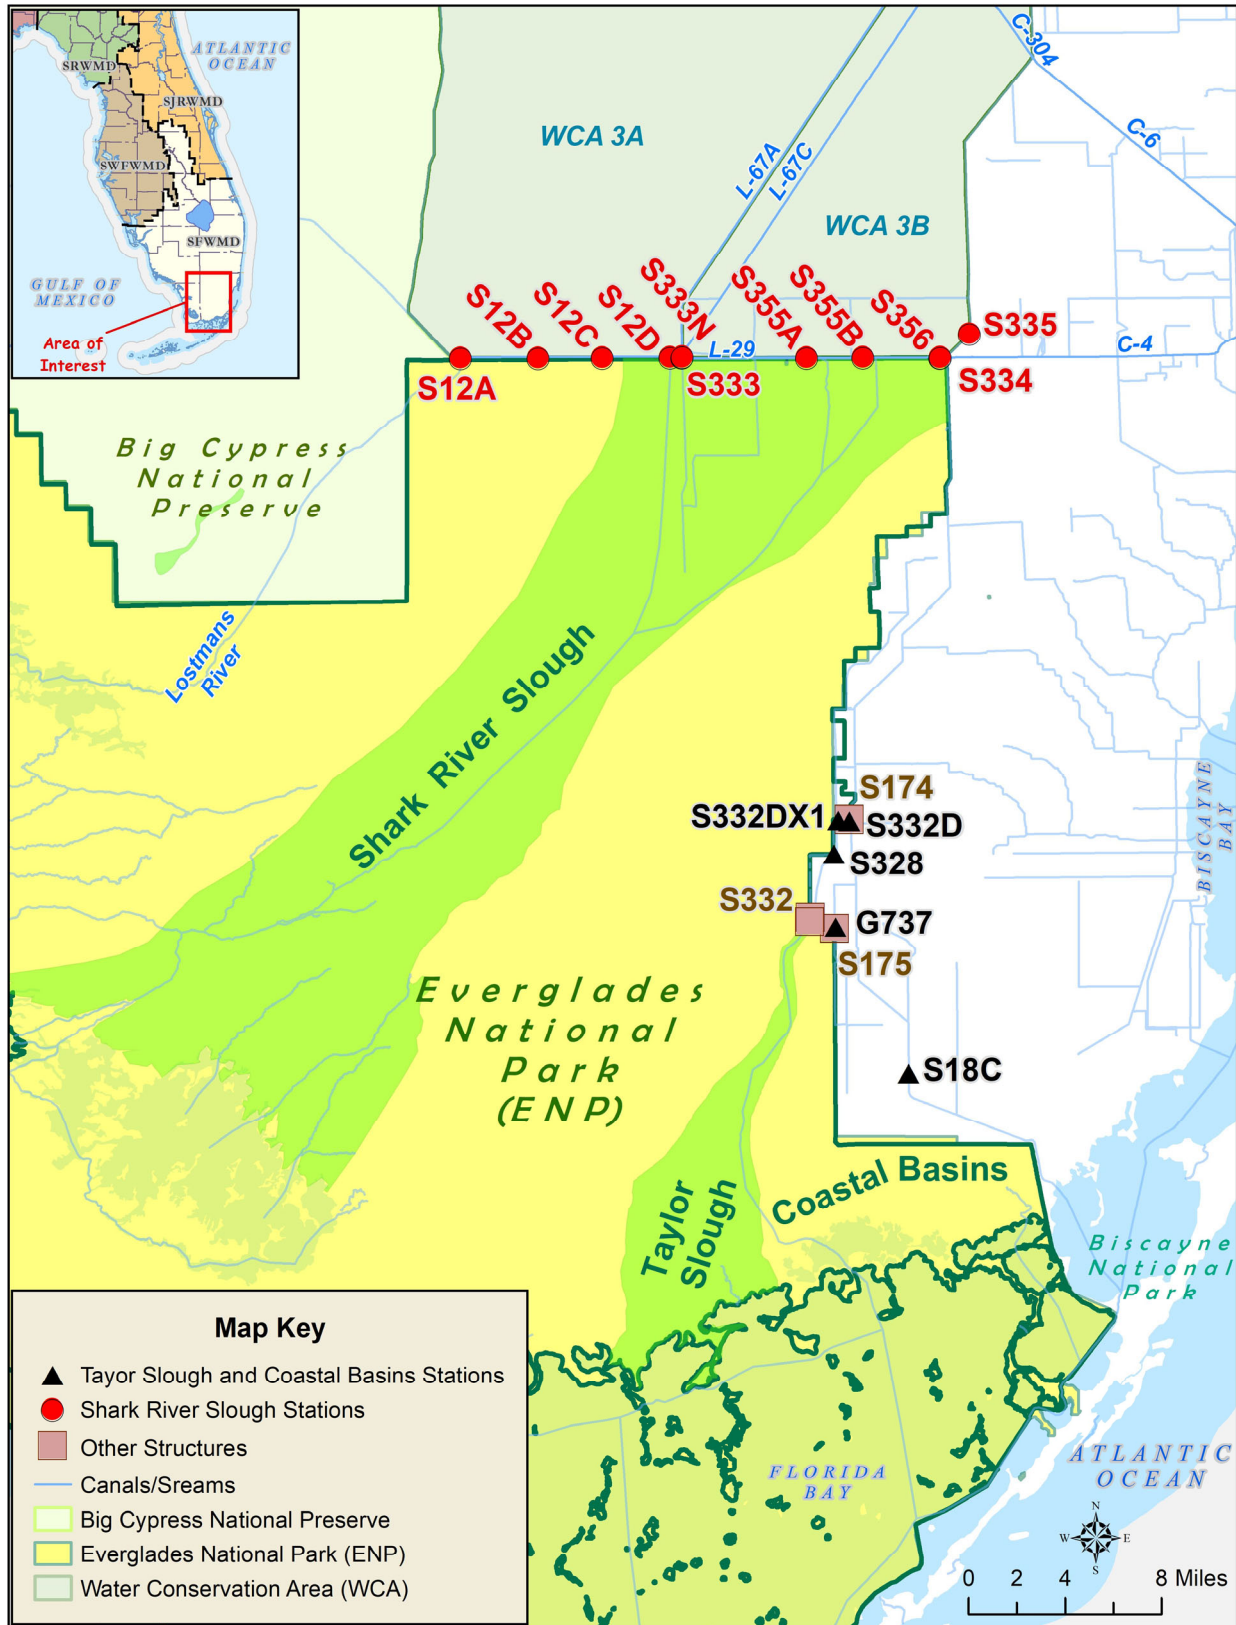 ATLANTIC
OCEAN
SRWMD
SJRWMD
SWFWMD
SFWMD
GULF OF
MEXICO
Area of
Interest
C-304
C-6
WCA 3A
L-67A
L-67C
WCA 3B
S12B
S12C
S12D
S333N
S355A
S355B
S356
S335
L-29
C-4
S12A
S333
S334
Big Cypress
National
Preserve
Lostmans
River
Shark River Slough
BISCAYNE
BAY
S174
S332DX1
S332D
S328
S332
G737
S175
Everglades
National
Park
(ENP)
S18C
Coastal Basins
Taylor
Slough
Biscayne
National
Park
FLORIDA
BAY
ATLANTIC
OCEAN
N
W
E
S
0 2 4 8 Miles
Map Key
Tayor Slough and Coastal Basins Stations
Shark River Slough Stations
Other Structures
Canals/Sreams
Big Cypress National Preserve
Everglades National Park (ENP)
Water Conservation Area (WCA)